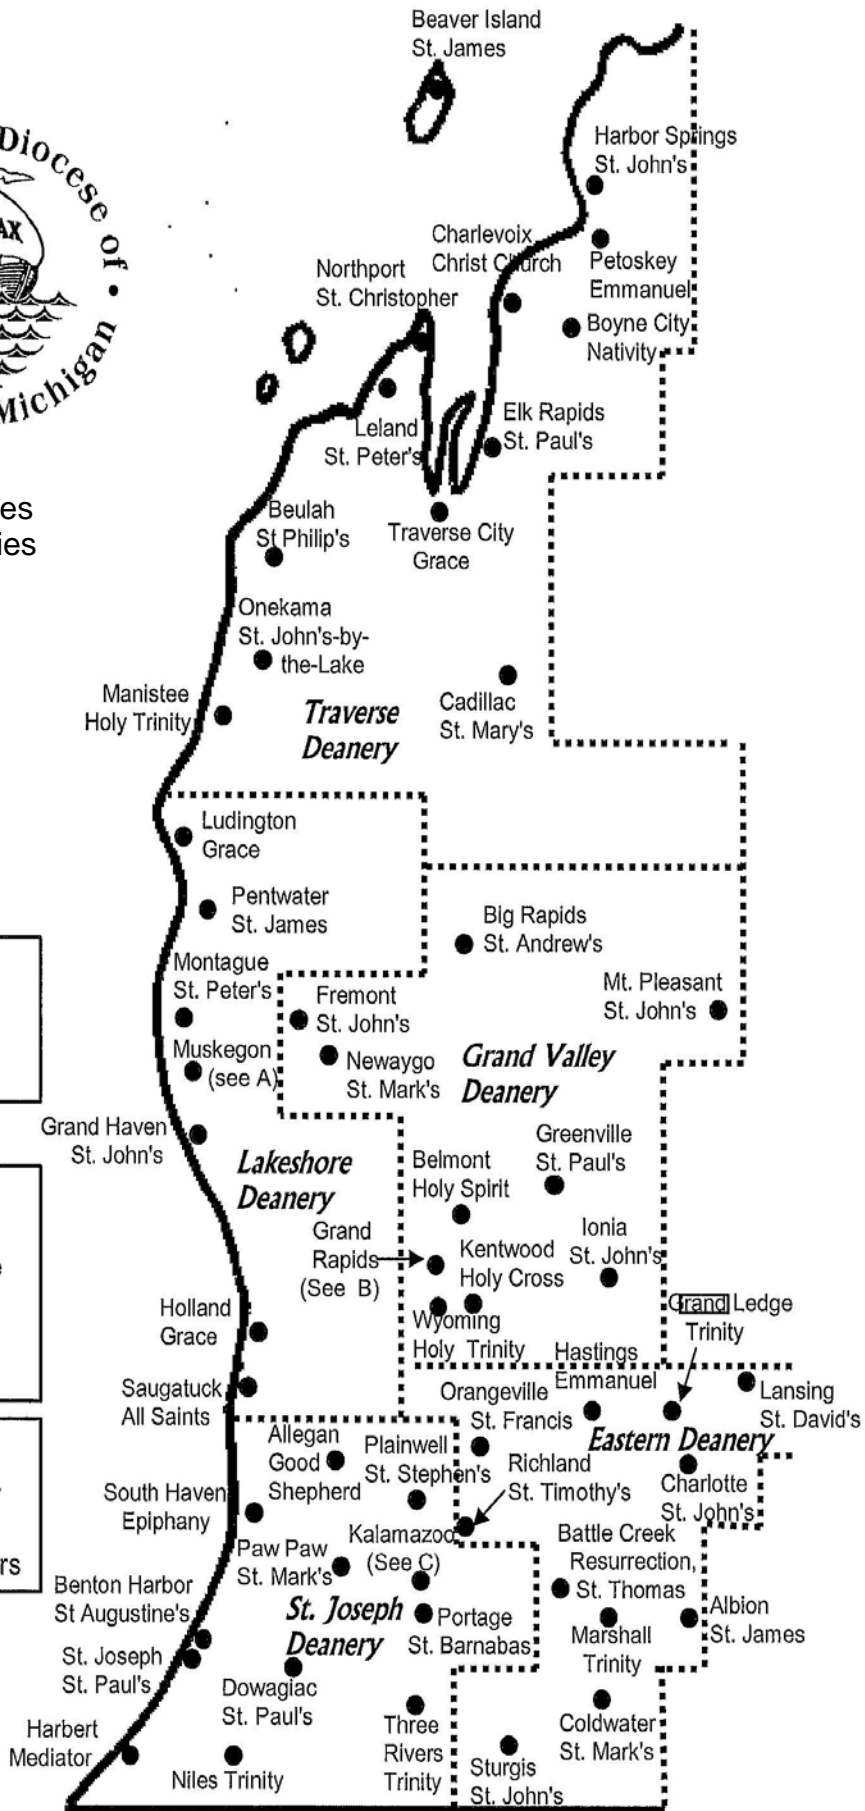 Beaver Island
St. James
Diocese of
Michigan
Harbor Springs
St. John's
Charlevoix
Christ Church
Petoskey
Emmanuel
Northport
St. Christopher
Boyne City
Nativity
Leland
St. Peter's
Elk Rapids
St. Paul's
es
ies
Beulah
St Philip's
Traverse City
Grace
Onekama
St. John's-by-
the-Lake
Manistee
Holy Trinity
Traverse
Deanery
Cadillac
St. Mary's
Ludington
Grace
Pentwater
St. James
Big Rapids
St. Andrew's
Montague
St. Peter's
Fremont
St. John's
Mt. Pleasant
St. John's
Muskegon
(see A)
Newaygo
St. Mark's
Grand Valley
Deanery
Grand Haven
St. John's
Lakeshore
Deanery
Belmont
Holy Spirit
Greenville
St. Paul's
Grand
Rapids
(See B)
Kentwood
Holy Cross
Ionia
St. John's
Holland
Grace
Wyoming
Holy Trinity
Grand Ledge
Trinity
Hastings
Emmanuel
Saugatuck
All Saints
Orangeville
St. Francis
Lansing
St. David's
Eastern Deanery
Allegan
Good
Shepherd
Plainwell
St. Stephen's
Richland
St. Timothy's
Charlotte
St. John's
South Haven
Epiphany
Paw Paw
St. Mark's
Kalamazoo
(See C)
Battle Creek
Resurrection,
St. Thomas
rs
Benton Harbor
St Augustine's
St. Joseph
Deanery
Portage
St. Barnabas
Marshall
Trinity
Albion
St. James
St. Joseph
St. Paul's
Dowagiac
St. Paul's
Harbert
Mediator
Niles Trinity
Three
Rivers
Trinity
Sturgis
St. John's
Coldwater
St. Mark's